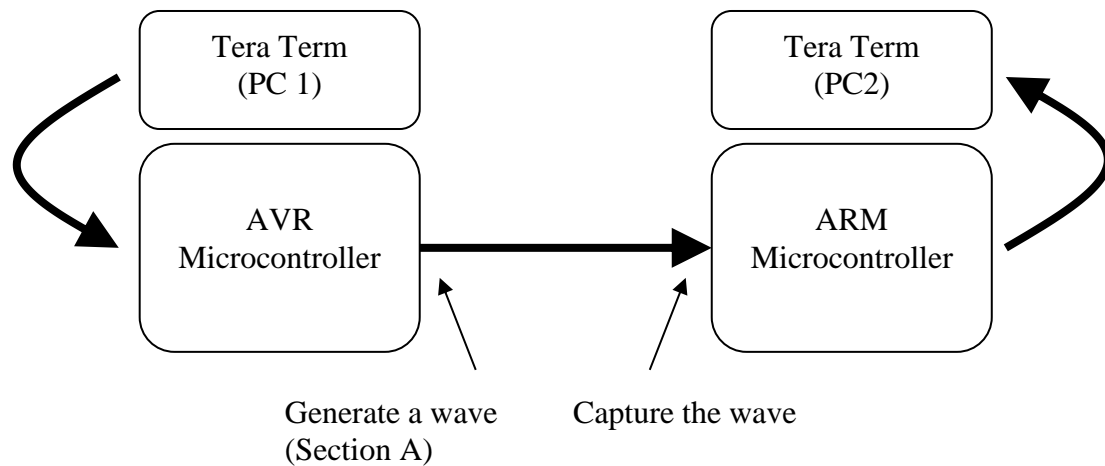 Tera Term
(PC 1)
Tera Term
(PC2)
AVR
Microcontroller
ARM
Microcontroller
Generate a wave
(Section A)
Capture the wave